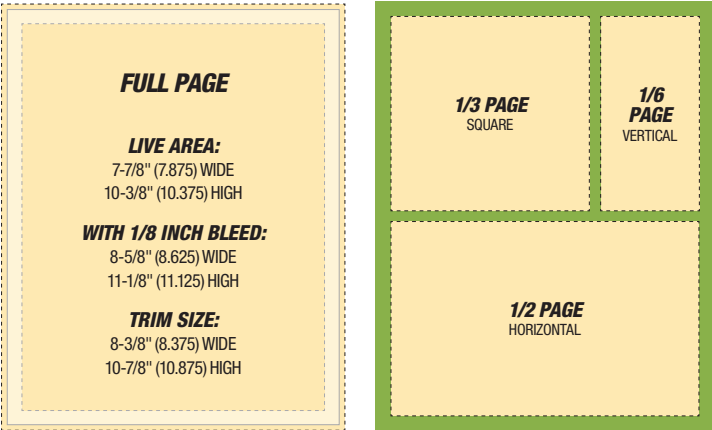 FULL PAGE
LIVE AREA:
7-7/8" (7.875) WIDE
10-3/8" (10.375) HIGH
WITH 1/8 INCH BLEED:
8-5/8" (8.625) WIDE
11-1/8" (11.125) HIGH
TRIM SIZE:
8-3/8" (8.375) WIDE
10-7/8" (10.875) HIGH
1/3 PAGE
SQUARE
1/6
PAGE
VERTICAL
1/2 PAGE
HORIZONTAL